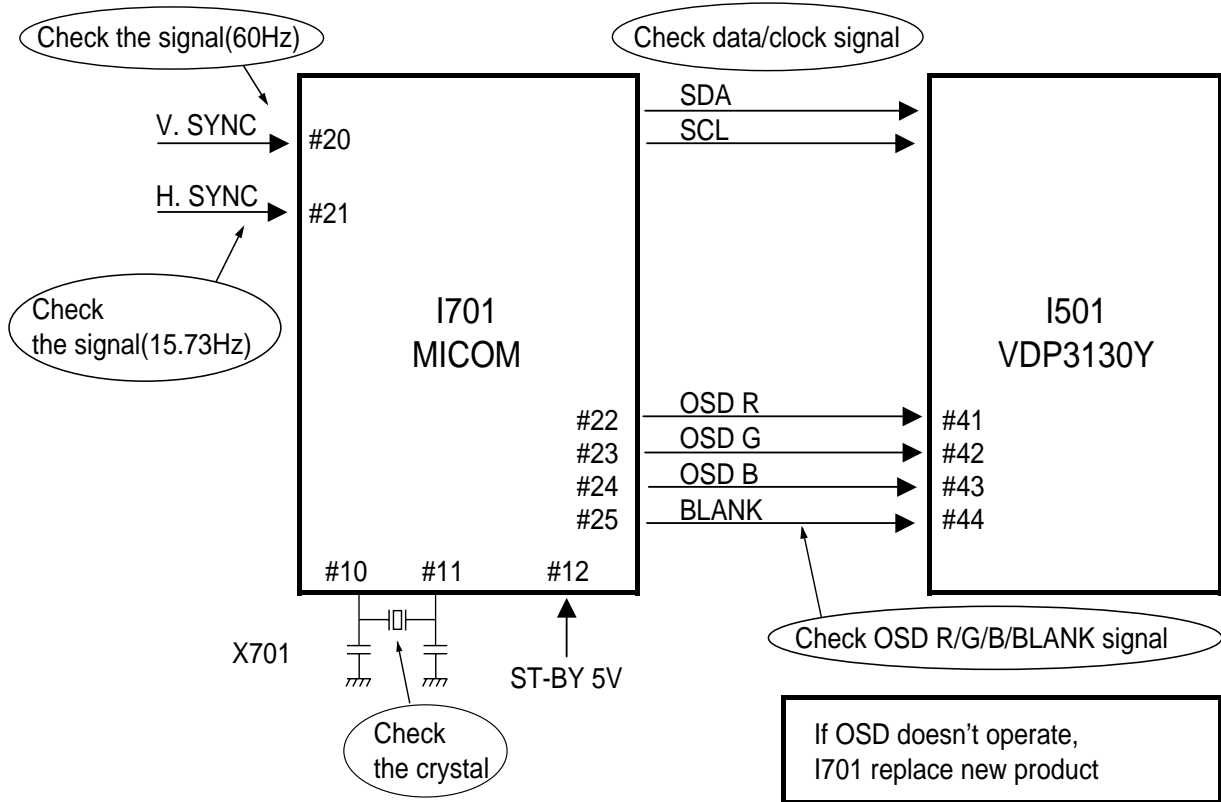 Check the signal(60Hz)
Check data/clock signal
V. SYNC
#20
SDA
SCL
H. SYNC
#21
Check
the signal(15.73Hz)
I701
MICOM
I501
VDP3130Y
#22
OSD R
#41
#23
OSD G
#42
#24
OSD B
#43
#25
BLANK
#44
#10
#11
#12
X701
ST-BY 5V
Check OSD R/G/B/BLANK signal
Check
the crystal
If OSD doesn't operate,
I701 replace new product